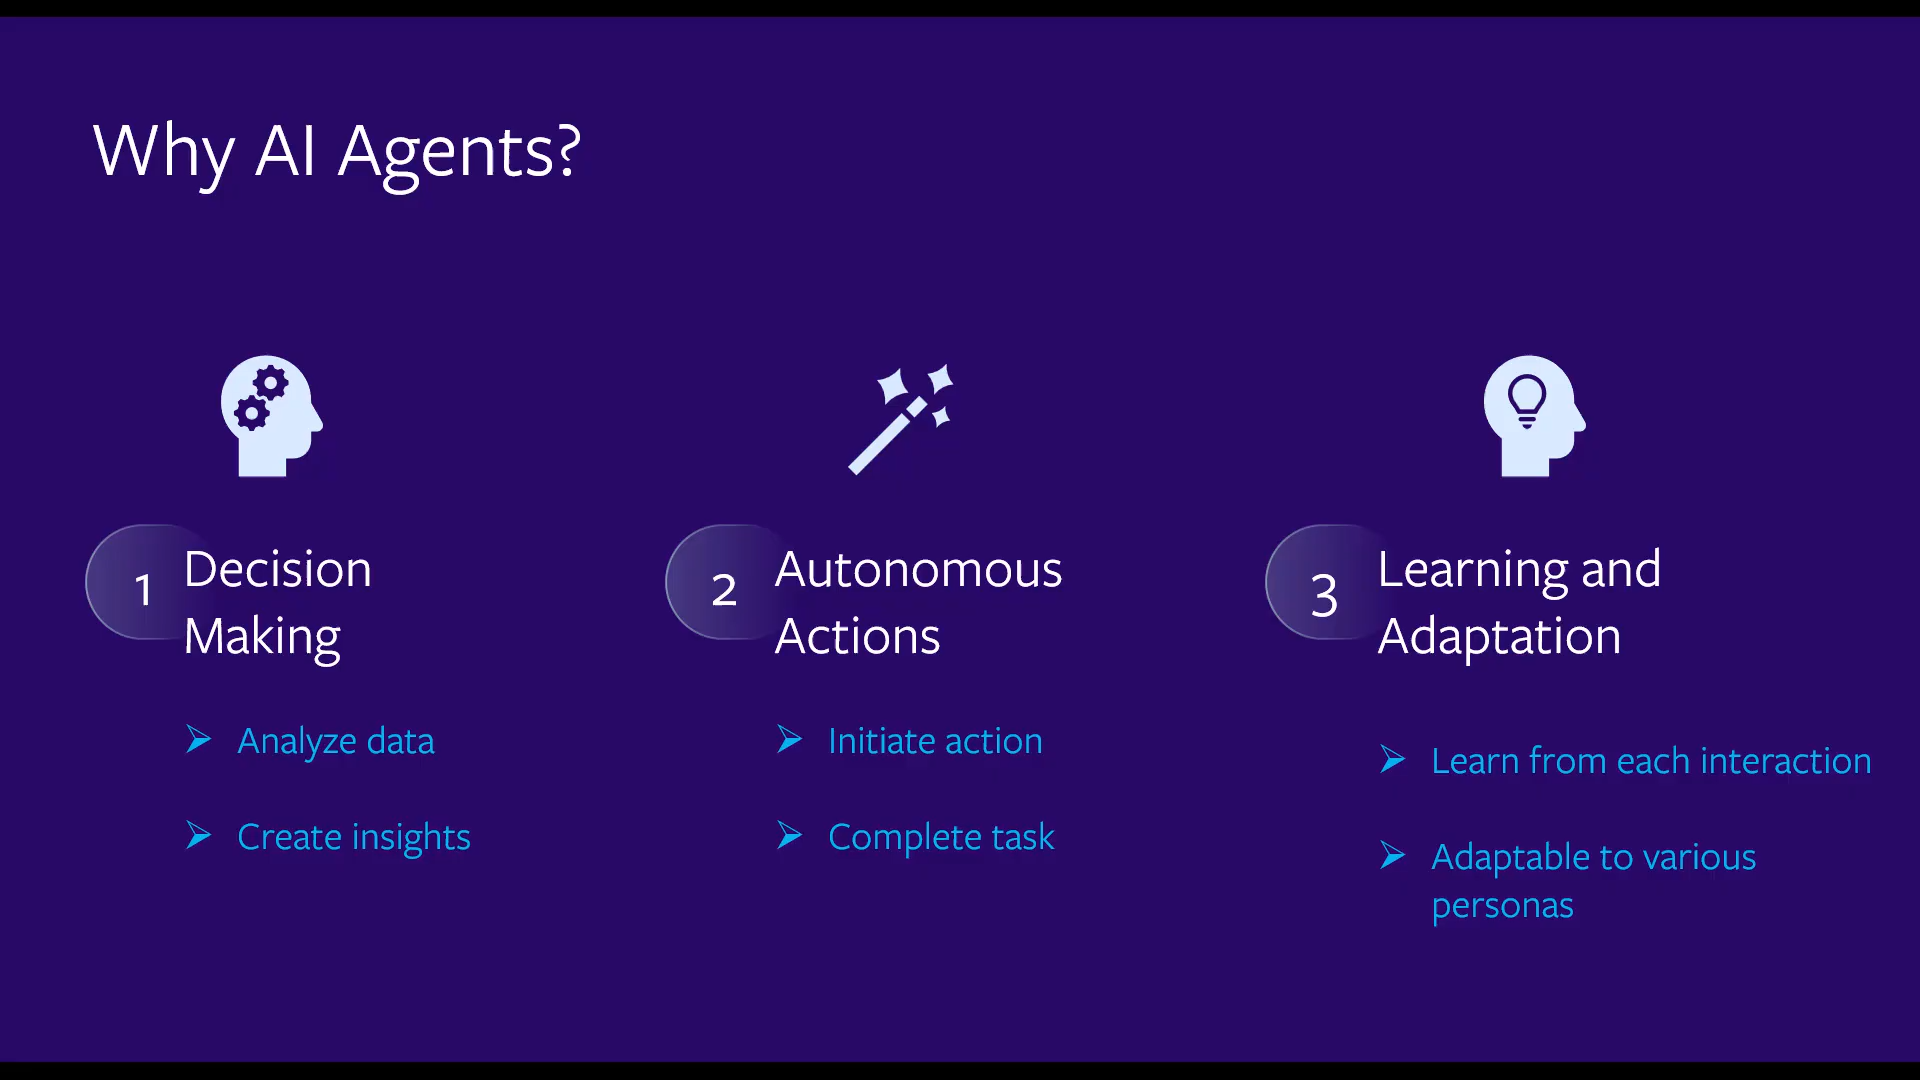 Why AI Agents?
1
Decision
Making
➢ Analyze data
➢ Create insights
2
Autonomous
Actions
➢ Initiate action
➢ Complete task
3
Learning and
Adaptation
➢ Learn from each interaction
➢ Adaptable to various
personas